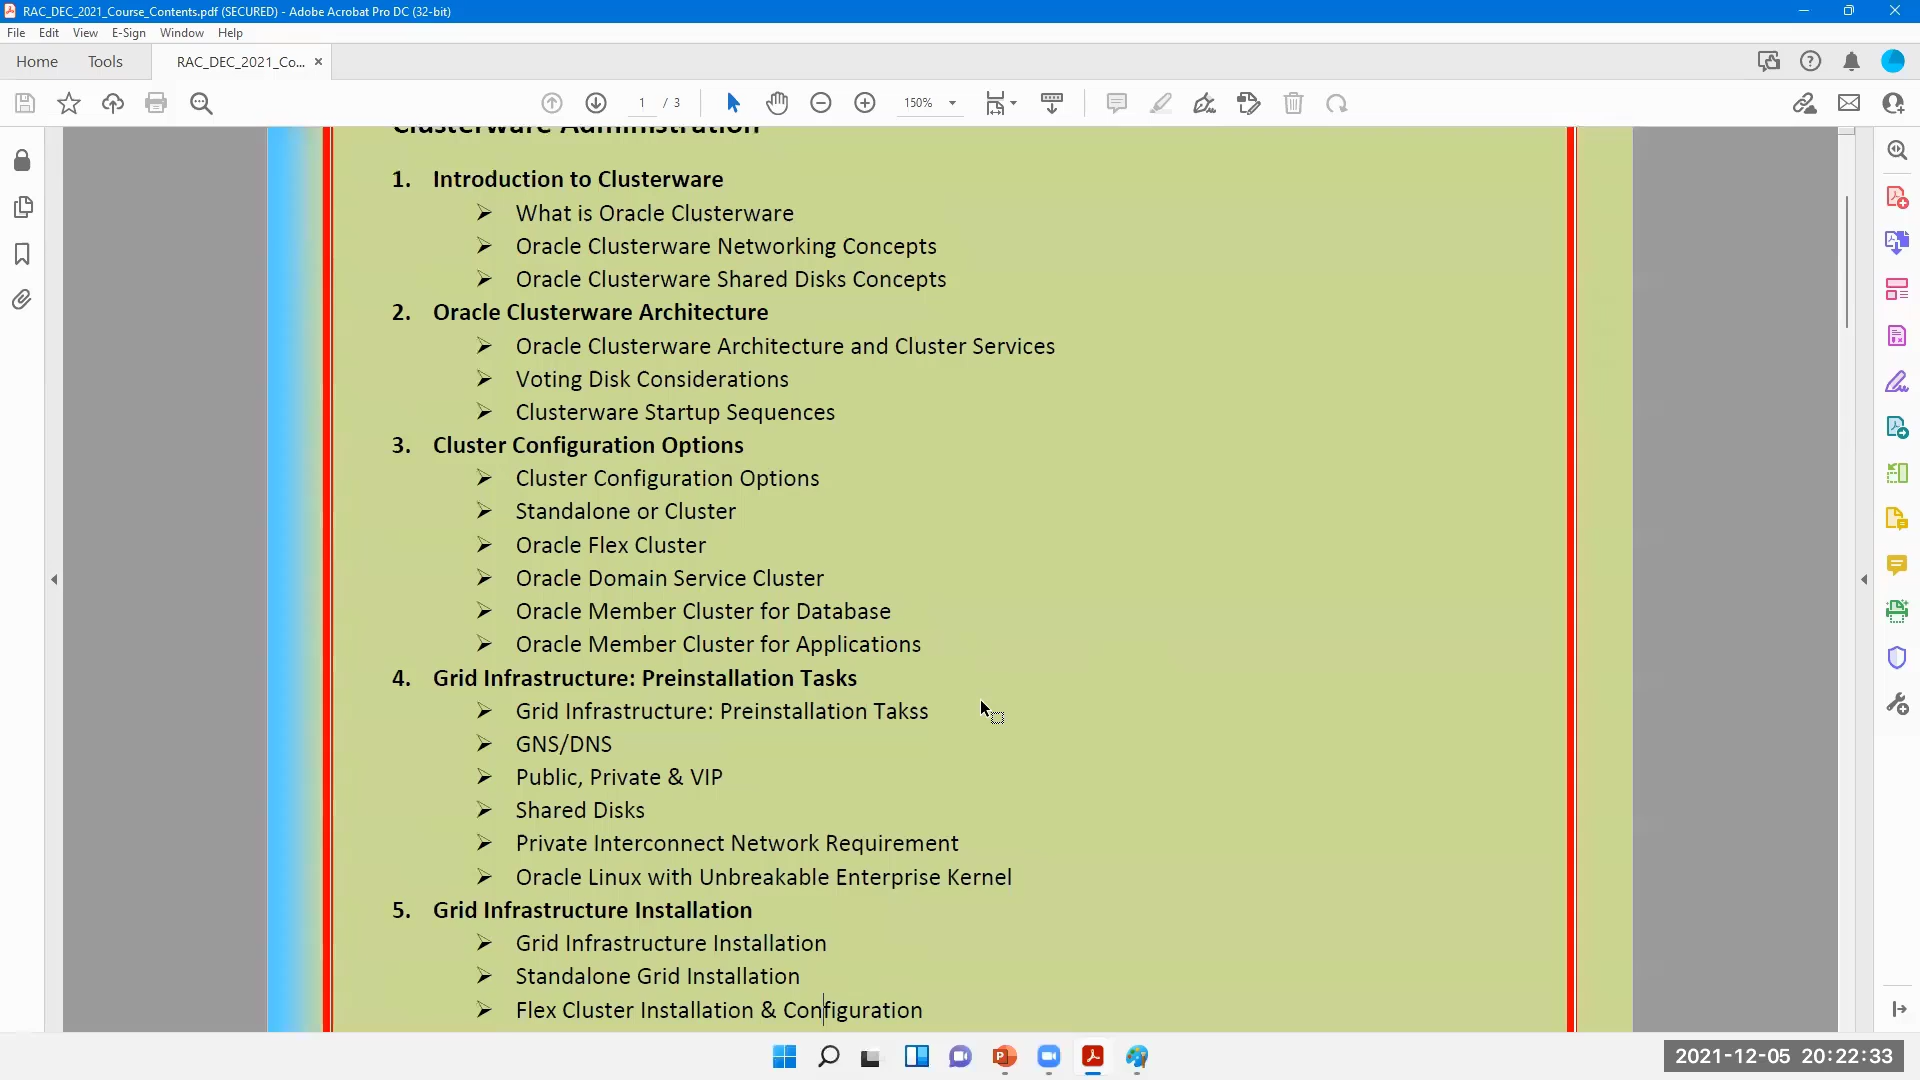 RAC_DEC_2021_Course_Contents.pdf (SECURED) - Adobe Acrobat Pro DC (32-bit)
File Edit View E-Sign Window Help
Home Tools RAC_DEC_2021_Co...
1 / 3 150%
Clusterware Administration
1. Introduction to Clusterware
What is Oracle Clusterware
Oracle Clusterware Networking Concepts
Oracle Clusterware Shared Disks Concepts
2. Oracle Clusterware Architecture
Oracle Clusterware Architecture and Cluster Services
Voting Disk Considerations
Clusterware Startup Sequences
3. Cluster Configuration Options
Cluster Configuration Options
Standalone or Cluster
Oracle Flex Cluster
Oracle Domain Service Cluster
Oracle Member Cluster for Database
Oracle Member Cluster for Applications
4. Grid Infrastructure: Preinstallation Tasks
Grid Infrastructure: Preinstallation Takss
GNS/DNS
Public, Private & VIP
Shared Disks
Private Interconnect Network Requirement
Oracle Linux with Unbreakable Enterprise Kernel
5. Grid Infrastructure Installation
Grid Infrastructure Installation
Standalone Grid Installation
Flex Cluster Installation & Configuration
2021-12-05 20:22:33